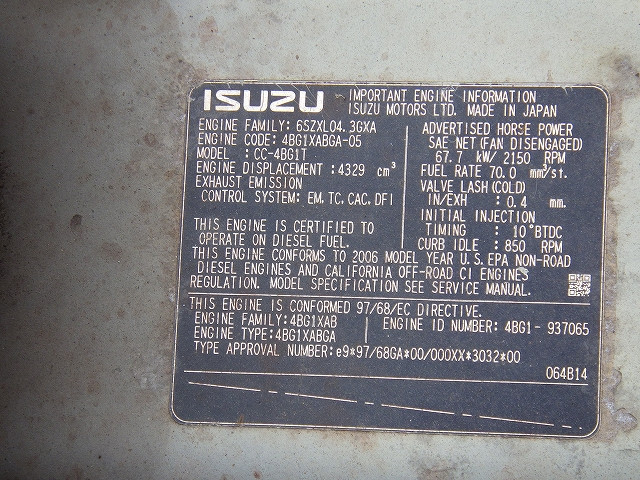 ISUZU
IMPORTANT ENGINE INFORMATION
ISUZU MOTORS LTD. MADE IN JAPAN
ENGINE FAMILY: 6SZXL04.3GXA
ENGINE CODE: 4BG1XABGA-05
MODEL : CC-4BG1T
ENGINE DISPLACEMENT : 4329 cm³
EXHAUST EMISSION
CONTROL SYSTEM: EM, TC, CAC, DFI
THIS ENGINE IS CERTIFIED TO
OPERATE ON DIESEL FUEL.
ADVERTISED HORSE POWER
SAE NET (FAN DISENGAGED)
67.7 kW/ 2150 RPM
FUEL RATE 70.0 mm³/st.
VALVE LASH (COLD)
IN/EXH : 0.4 mm.
INITIAL INJECTION
TIMING : 10°BTDC
CURB IDLE : 850 RPM
THIS ENGINE CONFORMS TO 2006 MODEL YEAR U.S. EPA NON-ROAD
DIESEL ENGINES AND CALIFORNIA OFF-ROAD CI ENGINES
REGULATION. MODEL SPECIFICATION SEE SERVICE MANUAL.
THIS ENGINE IS CONFORMED 97/68/EC DIRECTIVE.
ENGINE FAMILY: 4BG1XAB
ENGINE TYPE: 4BG1XABGA
ENGINE ID NUMBER: 4BG1- 937065
TYPE APPROVAL NUMBER: e9*97/68GA*00/000XX*3032*00
064B14